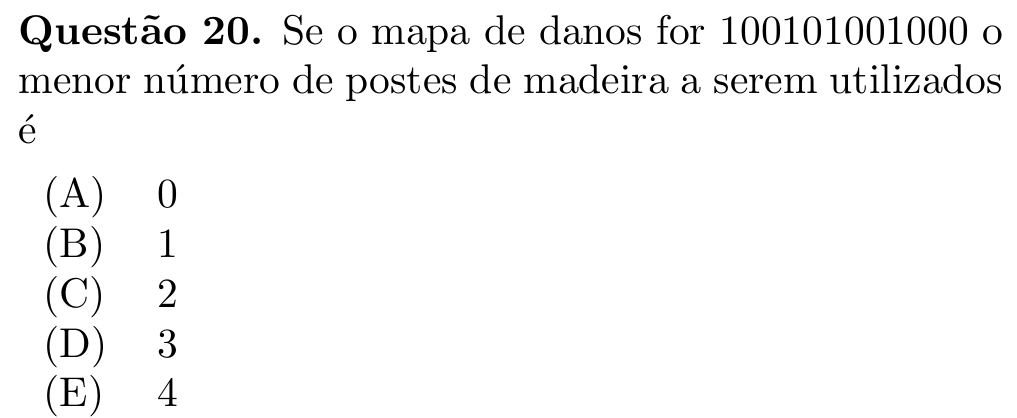 Questão 20. Se o mapa de danos for 100101001000 o
menor número de postes de madeira a serem utilizados
é
(A) 0
(B) 1
(C) 2
(D) 3
(E) 4